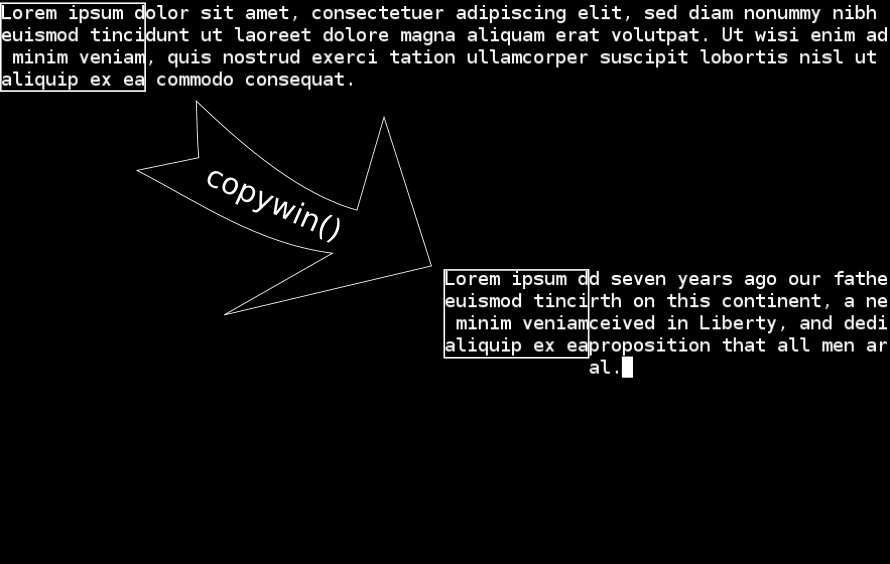 Lorem ipsum dolor sit amet, consectetuer adipiscing elit, sed diam nonummy nibh
euismod tincidunt ut laoreet dolore magna aliquam erat volutpat. Ut wisi enim ad
minim veniam, quis nostrud exerci tation ullamcorper suscipit lobortis nisl ut
aliquip ex ea commodo consequat.
copywin()
Lorem ipsum dd seven years ago our fathe
euismod tincirth on this continent, a ne
minim veniamceived in Liberty, and dedi
aliquip ex eaproposition that all men ar
al.